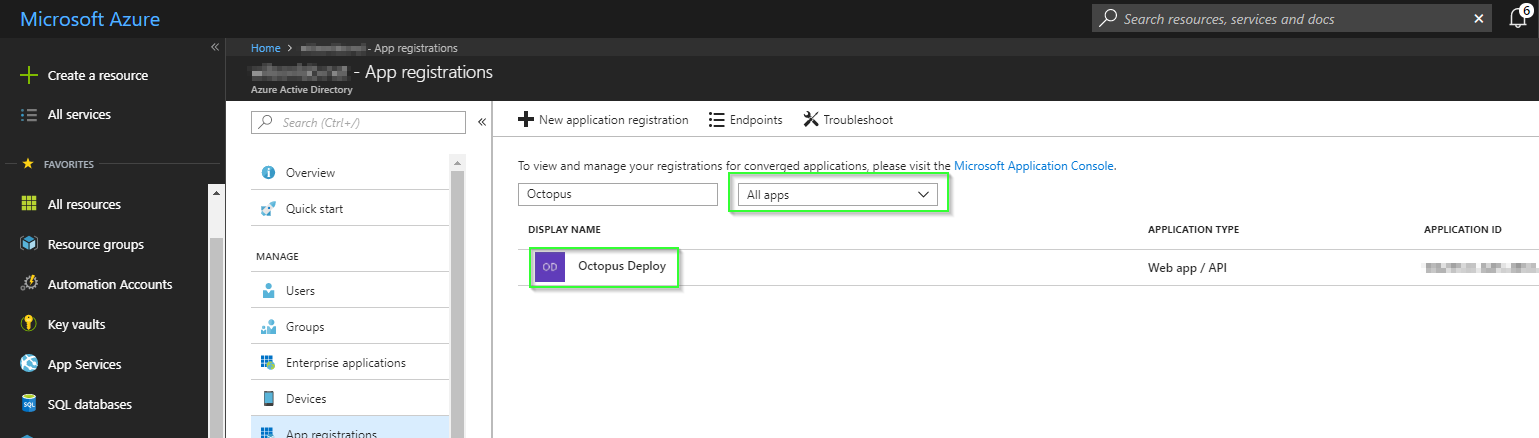 Microsoft Azure
Search resources, services and docs
6
Create a resource
All services
FAVORITES
All resources
Resource groups
Automation Accounts
Key vaults
App Services
SQL databases
Home > - App registrations
- App registrations
Azure Active Directory
Search (Ctrl+/)
Overview
Quick start
MANAGE
Users
Groups
Enterprise applications
Devices
App registrations
New application registration Endpoints Troubleshoot
To view and manage your registrations for converged applications, please visit the Microsoft Application Console.
Octopus All apps
DISPLAY NAME APPLICATION TYPE APPLICATION ID
OD Octopus Deploy Web app / API